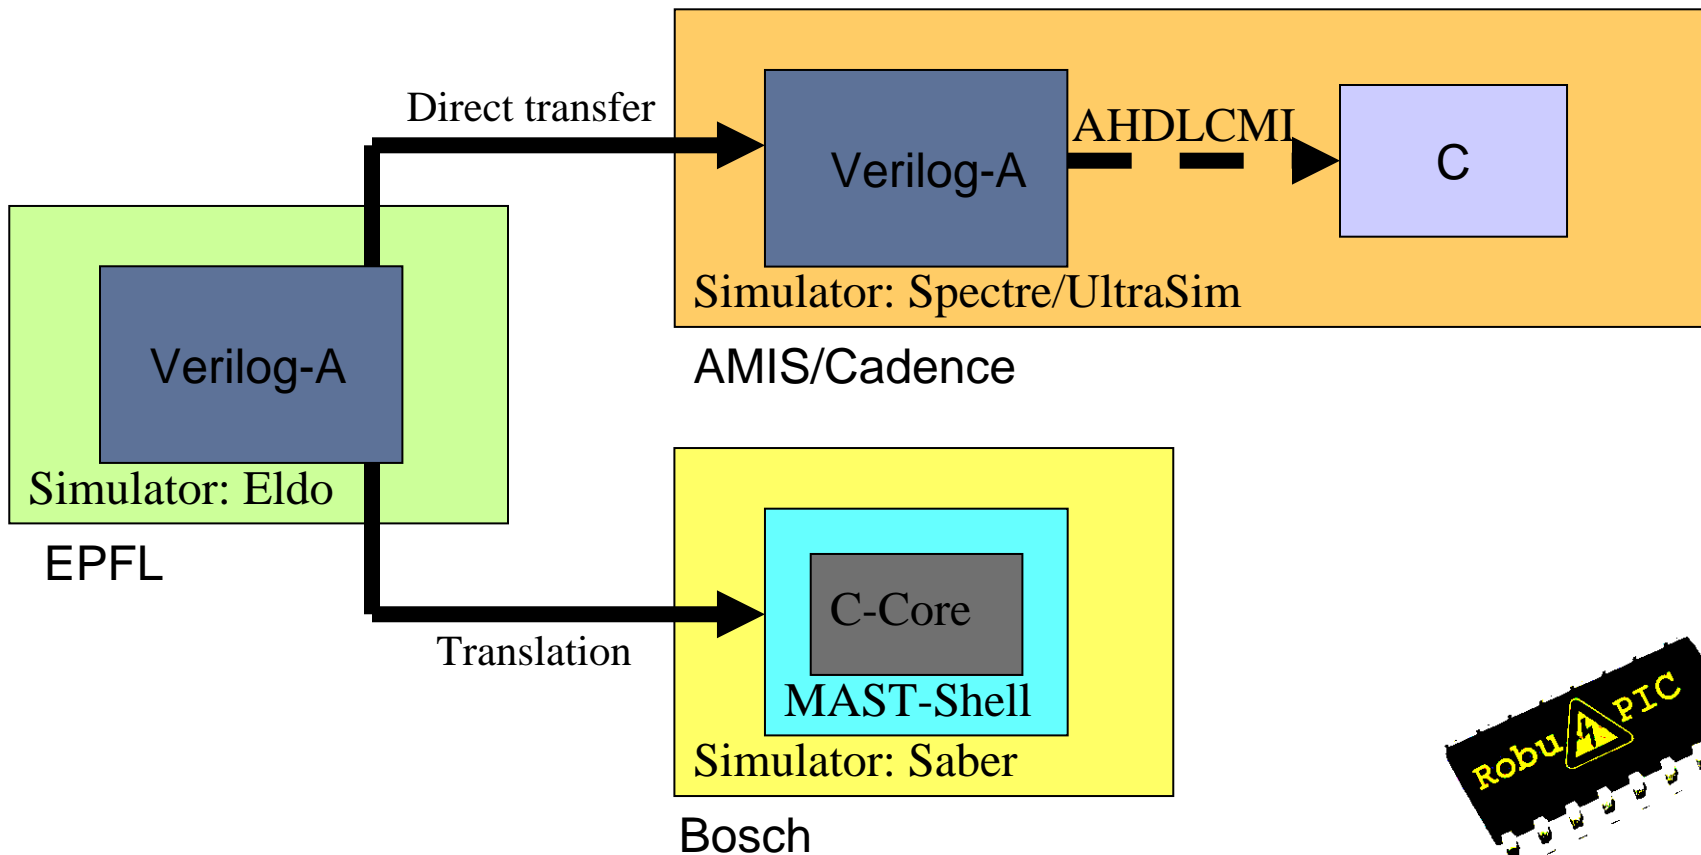 Direct transfer
Verilog-A
AHDLCMI
C
Simulator: Spectre/UltraSim
AMIS/Cadence
Verilog-A
Simulator: Eldo
EPFL
Translation
C-Core
MAST-Shell
Simulator: Saber
Bosch
Robu PIC